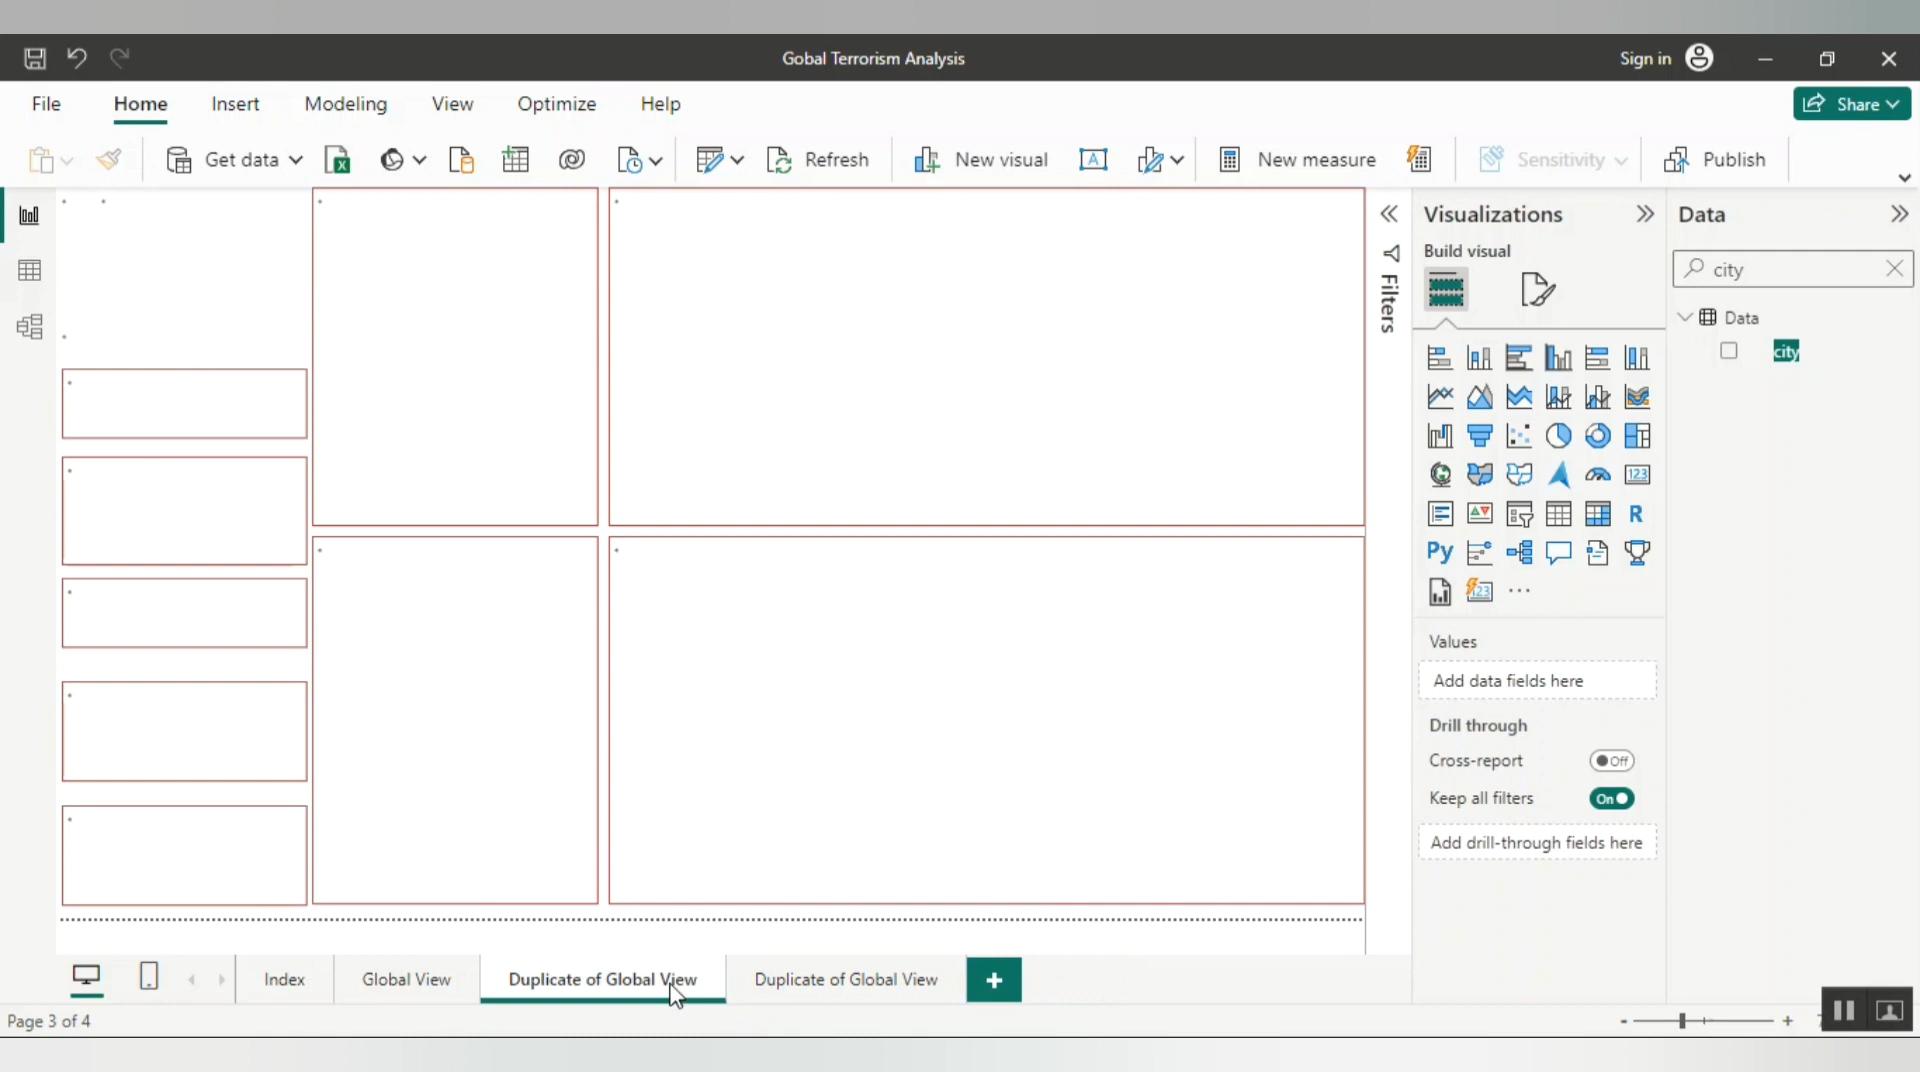 Gobal Terrorism Analysis
Sign in
File
Home
Insert
Modeling
View
Optimize
Help
Share
Get data
Refresh
New visual
New measure
Sensitivity
Publish
Filters
Visualizations
Build visual
R
Py
Values
Add data fields here
Drill through
Cross-report
Off
Keep all filters
On
Add drill-through fields here
Data
city
Data
city
Index
Global View
Duplicate of Global View
Duplicate of Global View
Page 3 of 4